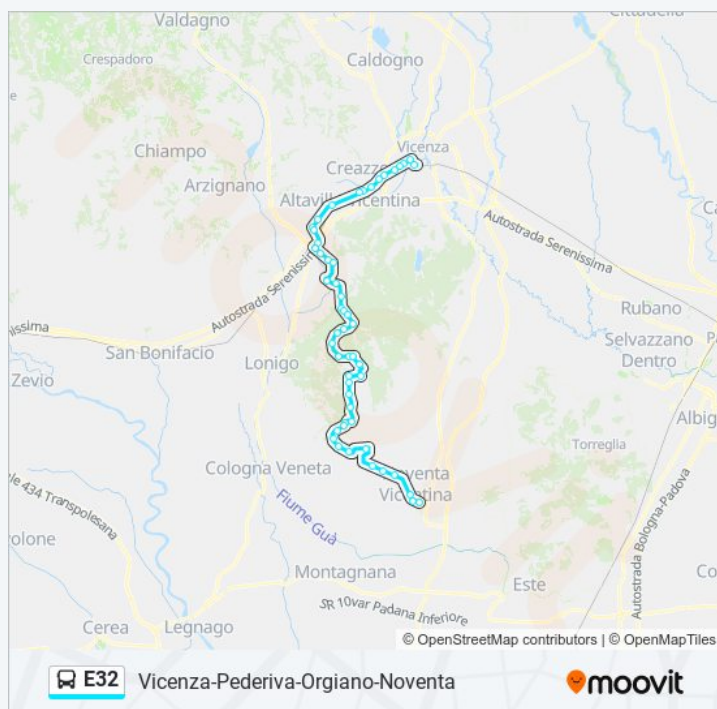 Valdagno
Cittadella
Crespadoro
Caldogno
Chiampo
Vicenza
Creazzo
Arzignano
Altavilla Vicentina
Autostrada Serenissima
Autostrada Serenissima
Rubano
San Bonifacio
Lonigo
Selvazzano
Dentro
Zevio
Albig
Torreglia
Cologna Veneta
Noventa
Vicentina
434 Transpolesana
Fiume Guà
Autostrada Bologna-Padova
Montagnana
Este
SR 10var Padana Inferiore
Cerea
Legnago
© OpenStreetMap contributors | © OpenMapTiles
E32 Vicenza-Pederiva-Orgiano-Noventa
moovit